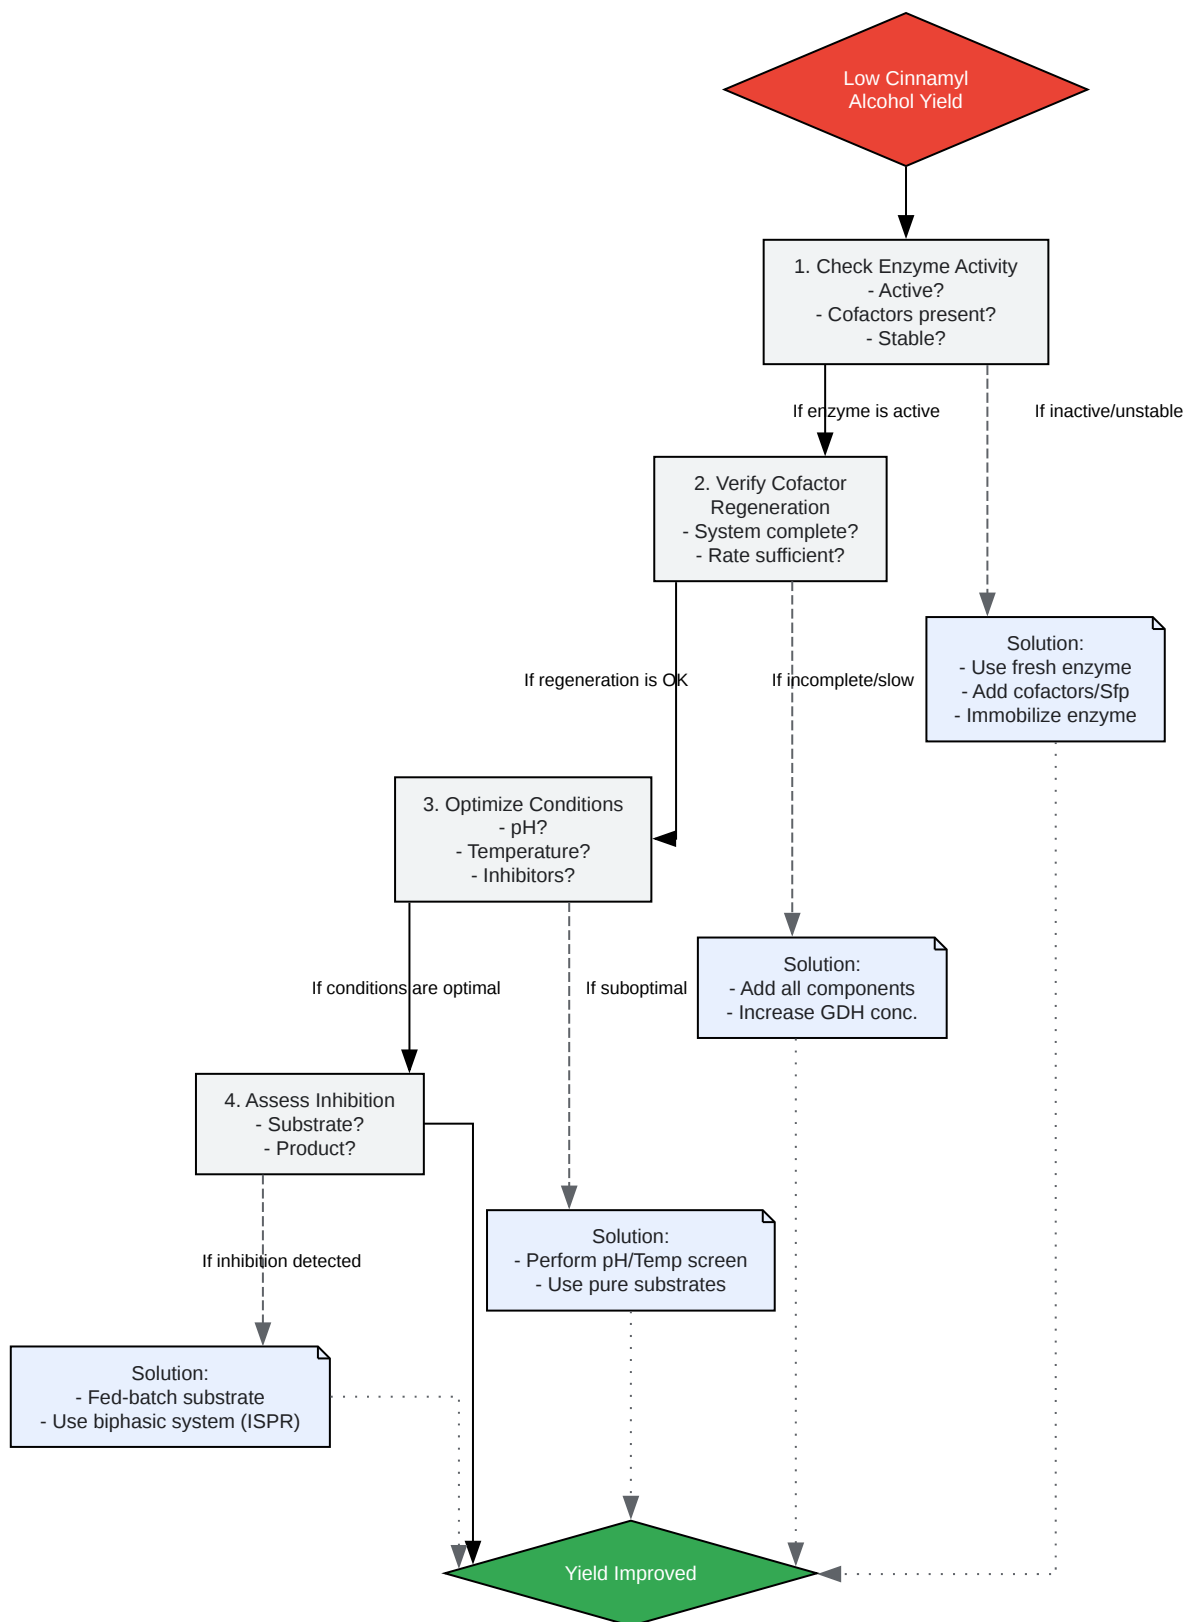 Low Cinnamyl
Alcohol Yield
1. Check Enzyme Activity
- Active?
- Cofactors present?
- Stable?
If enzyme is active
If inactive/unstable
2. Verify Cofactor
Regeneration
- System complete?
- Rate sufficient?
Solution:
- Use fresh enzyme
- Add cofactors/Sfp
- Immobilize enzyme
If regeneration is OK
If incomplete/slow
3. Optimize Conditions
- pH?
- Temperature?
- Inhibitors?
Solution:
- Add all components
- Increase GDH conc.
If conditions are optimal
If suboptimal
4. Assess Inhibition
- Substrate?
- Product?
Solution:
- Perform pH/Temp screen
- Use pure substrates
If inhibition detected
Solution:
- Fed-batch substrate
- Use biphasic system (ISPR)
Yield Improved